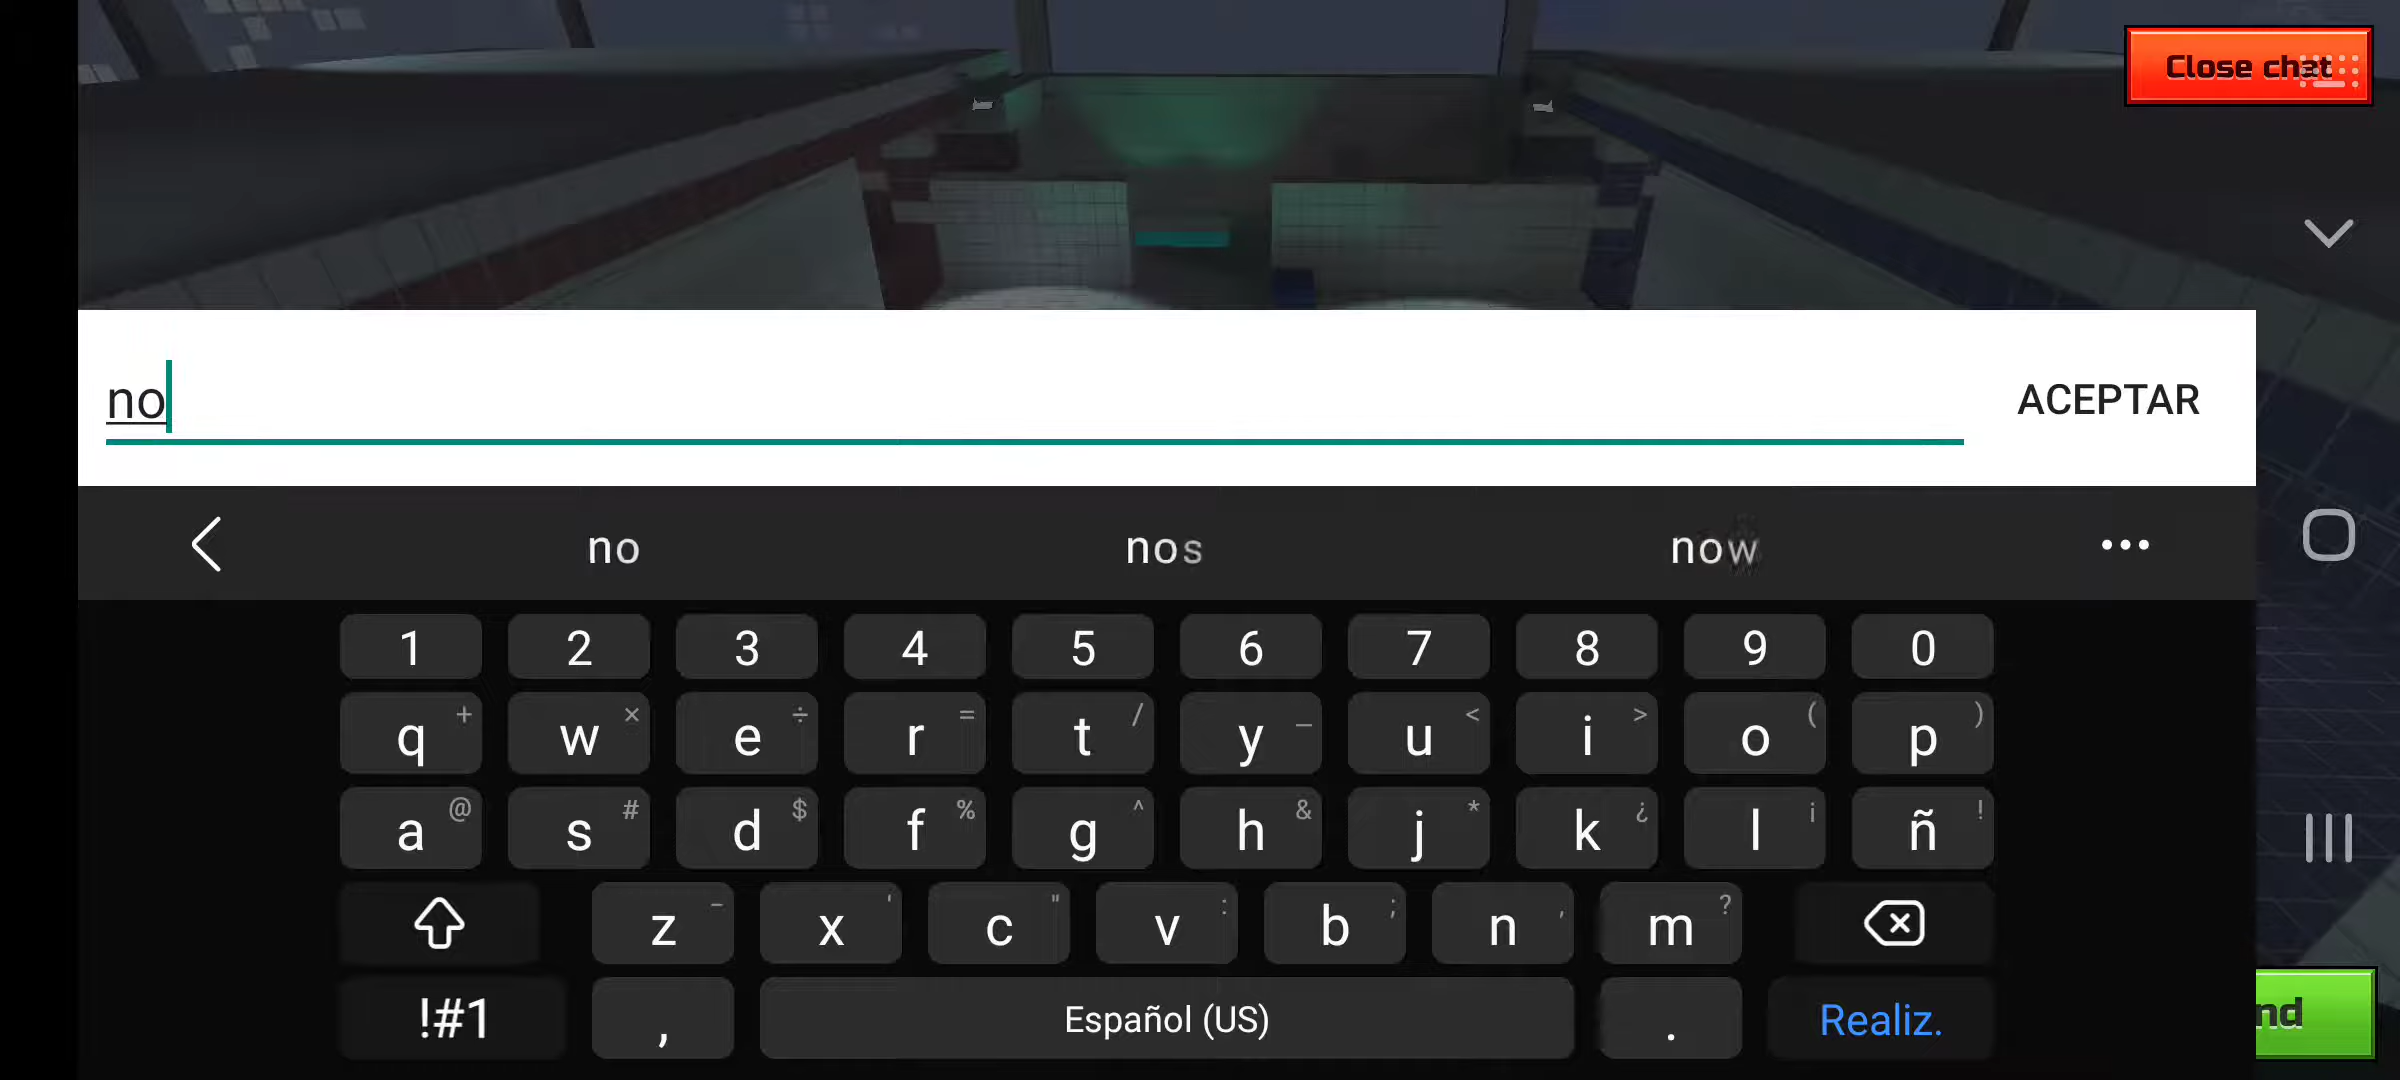 Close chat
no
ACEPTAR
no nos now
1 2 3 4 5 6 7 8 9 0
q + w × e ÷ r = t / y _ u < i > o ( p )
a @ s # d $ f % g ^ h & j * k ¿ l ¡ ñ !
z - x ' c " v : b ; n , m ?
!#1 , Español (US) . Realiz.
nd